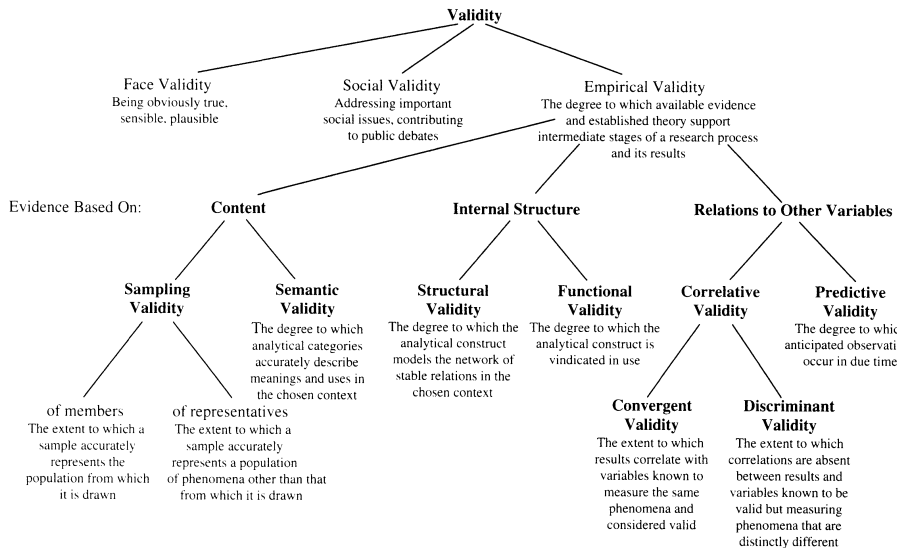 Validity
Face Validity
Being obviously true,
sensible, plausible
Social Validity
Addressing important
social issues, contributing
to public debates
Empirical Validity
The degree to which available evidence
and established theory support
intermediate stages of a research process
and its results
Evidence Based On:
Content
Internal Structure
Relations to Other Variables
Sampling
Validity
Semantic
Validity
The degree to which
analytical categories
accurately describe
meanings and uses in
the chosen context
Structural
Validity
The degree to which the
analytical construct
models the network of
stable relations in the
chosen context
Functional
Validity
The degree to which the
analytical construct is
vindicated in use
Correlative
Validity
Predictive
Validity
The degree to whic
anticipated observati
occur in due time
of members
The extent to which a
sample accurately
represents the
population from which
it is drawn
of representatives
The extent to which a
sample accurately
represents a population
of phenomena other than that
from which it is drawn
Convergent
Validity
The extent to which
results correlate with
variables known to
measure the same
phenomena and
considered valid
Discriminant
Validity
The extent to which
correlations are absent
between results and
variables known to be
valid but measuring
phenomena that are
distinctly different